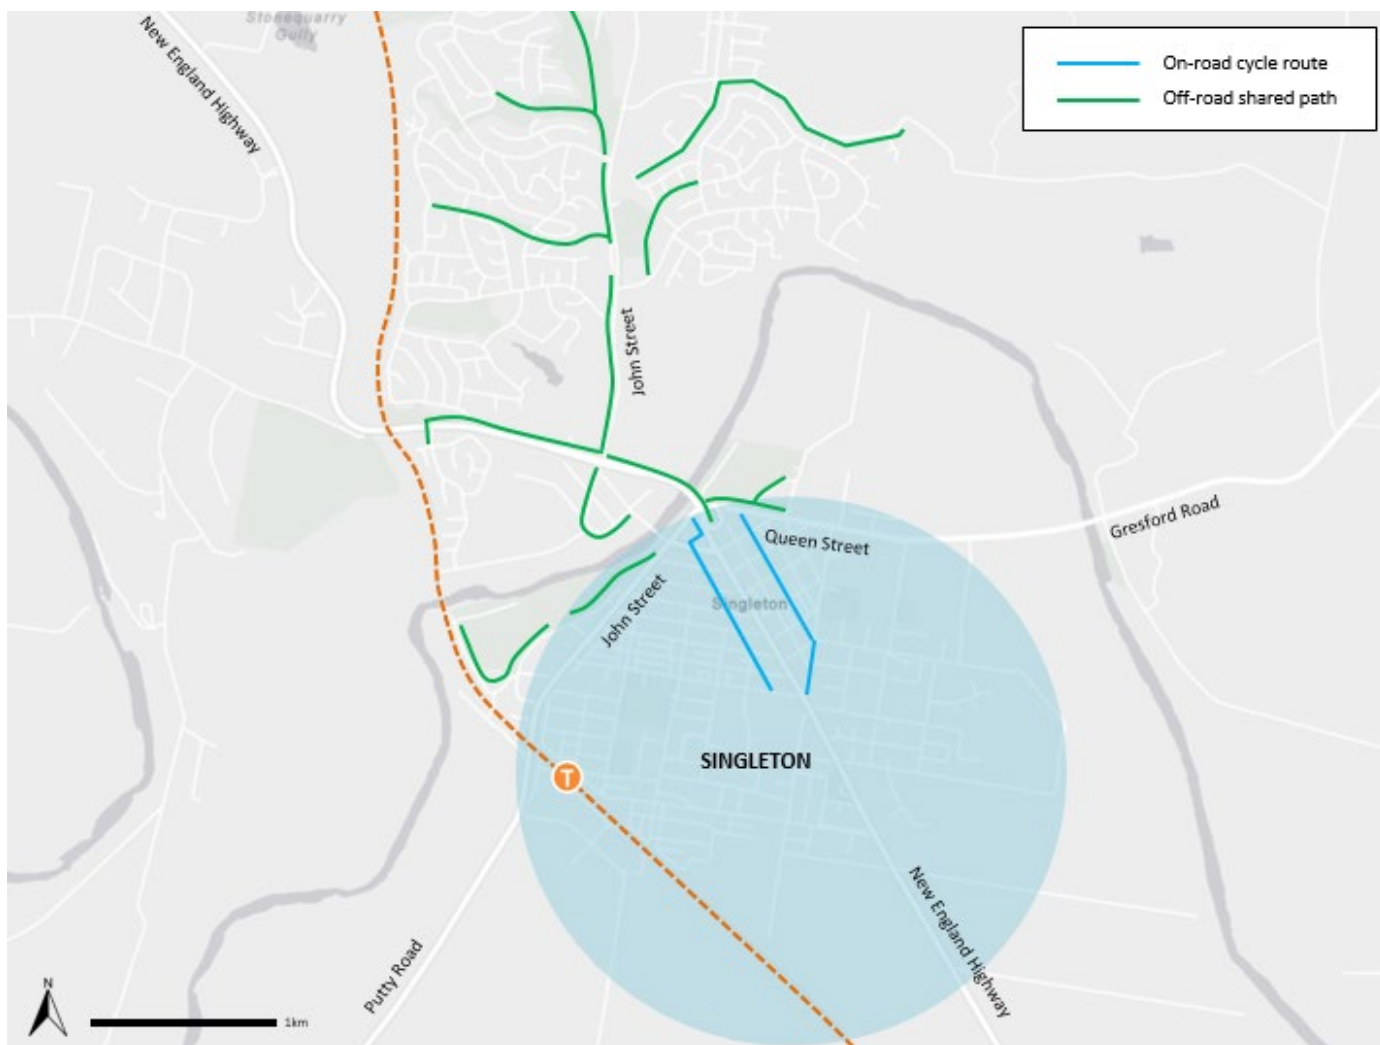 Stonequarry
Gully
New England Highway
On-road cycle route
Off-road shared path
John Street
Gresford Road
Queen Street
Singleton
John Street
SINGLETON
T
New England Highway
Putty Road
N
1km